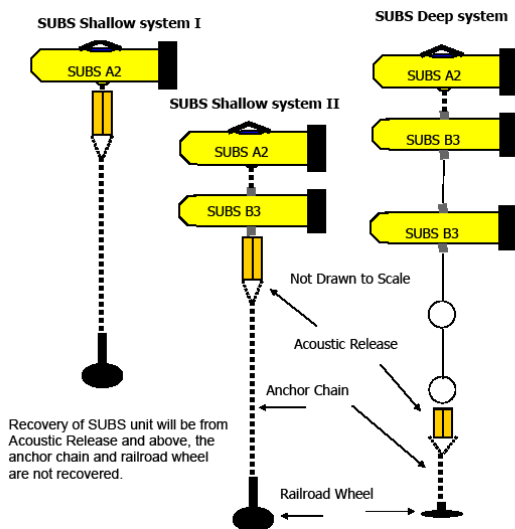 SUBS Shallow system I
SUBS A2
SUBS Shallow system II
SUBS A2
SUBS B3
SUBS Deep system
SUBS A2
SUBS B3
SUBS B3
Not Drawn to Scale
Acoustic Release
Anchor Chain
Railroad Wheel
Recovery of SUBS unit will be from
Acoustic Release and above, the
anchor chain and railroad wheel
are not recovered.